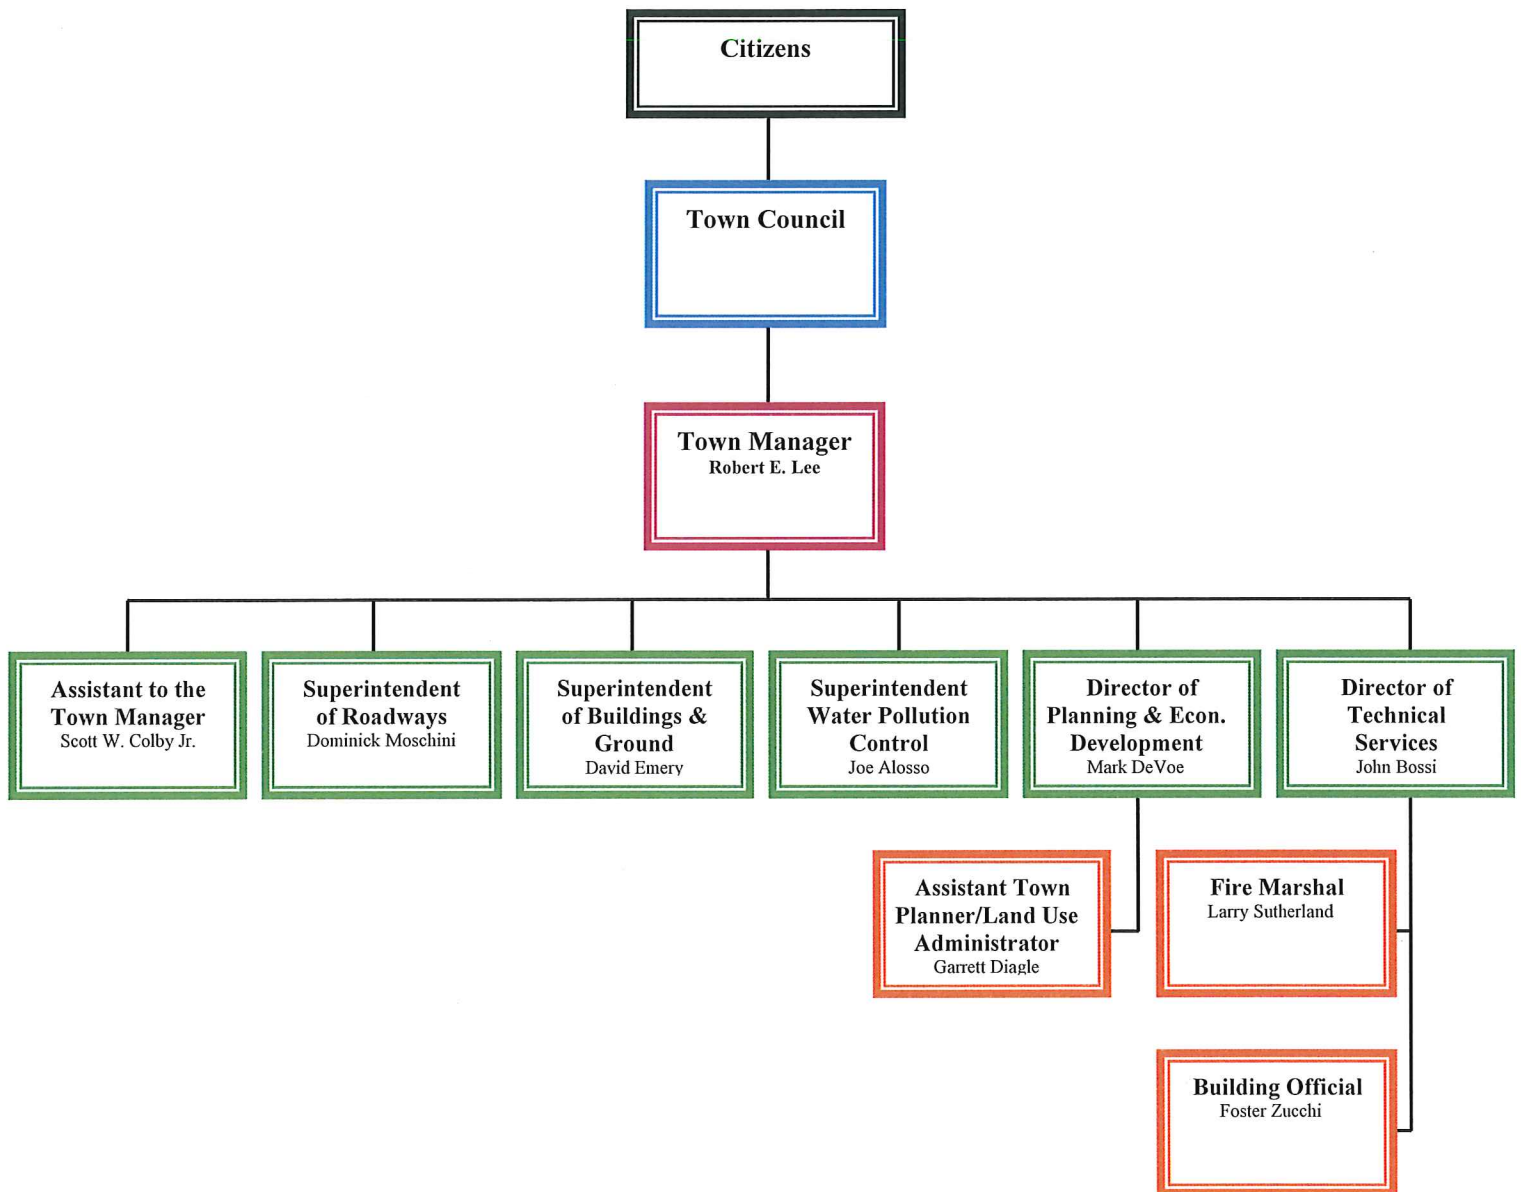 Citizens
Town Council
Town Manager
Robert E. Lee
Assistant to the
Town Manager
Scott W. Colby Jr.
Superintendent
of Roadways
Dominick Moschini
Superintendent
of Buildings &
Ground
David Emery
Superintendent
Water Pollution
Control
Joe Alosso
Director of
Planning & Econ.
Development
Mark DeVoe
Director of
Technical
Services
John Bossi
Assistant Town
Planner/Land Use
Administrator
Garrett Diagle
Fire Marshal
Larry Sutherland
Building Official
Foster Zucchi